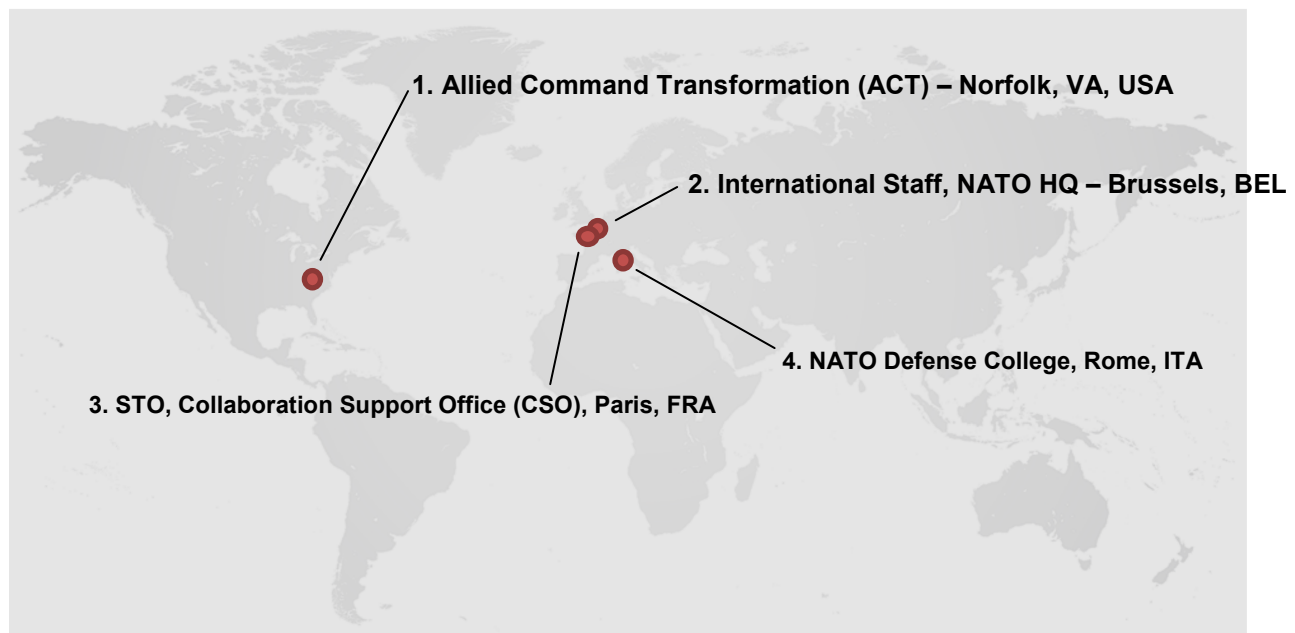 1. Allied Command Transformation (ACT) – Norfolk, VA, USA
2. International Staff, NATO HQ – Brussels, BEL
4. NATO Defense College, Rome, ITA
3. STO, Collaboration Support Office (CSO), Paris, FRA